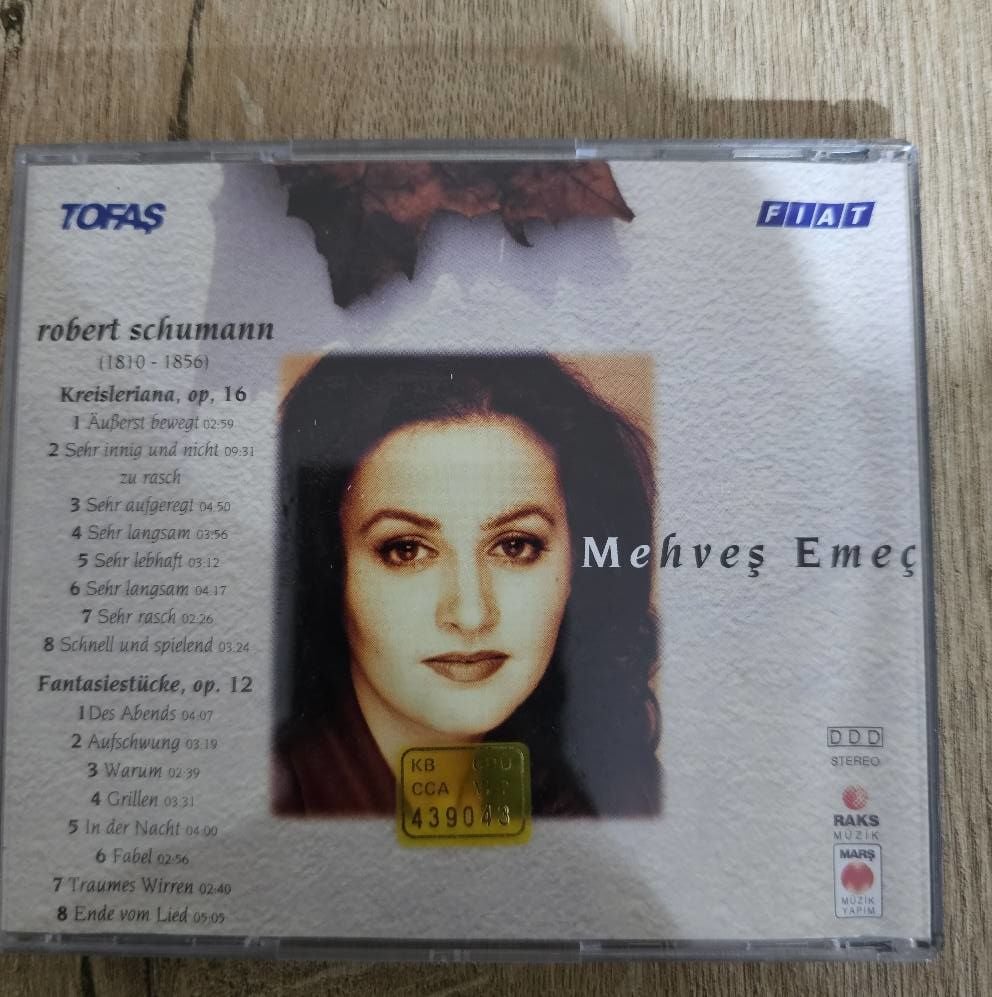 TOFAŞ
FIAT
robert schumann
(1810 - 1856)
Kreisleriana, op, 16
1 Äußerst bewegt 02:59
2 Sehr innig und nicht 09:31
zu rasch
3 Sehr aufgeregt 04 50
4 Sehr langsam 03:56
5 Sehr lebhaft 03:12
6 Sehr langsam 04.17
7 Sehr rasch 02:26
8 Schnell und spielend 03.24
Fantasiestücke, op. 12
1 Des Abends 04:07
2 Aufschwung 03.19
3 Warum 02:39
4 Grillen 03.31
5 In der Nacht 04:00
6 Fabel 02:56
7 Traumes Wirren 02:40
8 Ende vom Lied 05:05
Mehveş Emeç
KB
CCA
439043
DDD
STEREO
RAKS
MÜZİK
MARŞ
MÜZİK
YAPIM